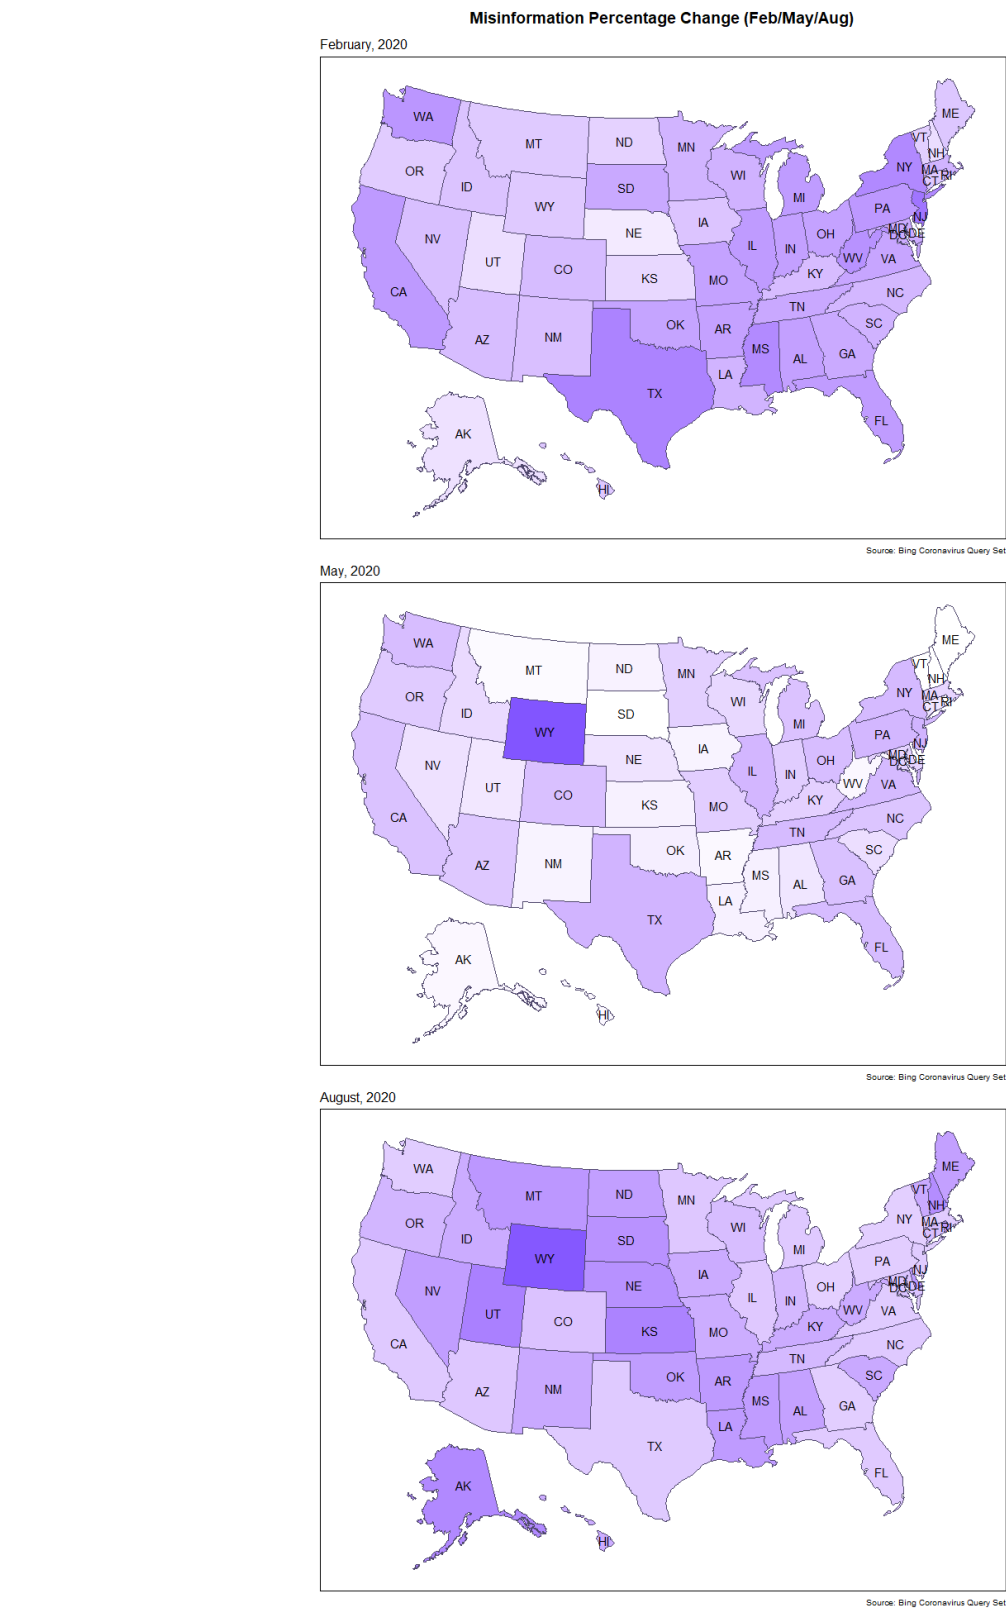 Misinformation Percentage Change (Feb/May/Aug)
February, 2020
WA
ME
MT
ND
VT
MN
NH
OR
NY
MA
WI
CT
RI
ID
SD
MI
WY
PA
NJ
IA
MD
DE
DC
NE
OH
NV
IL
IN
WV
VA
UT
CO
KY
KS
MO
CA
NC
TN
OK
SC
AR
AZ
NM
MS
GA
AL
LA
TX
FL
AK
HI
Source: Bing Coronavirus Query Set
May, 2020
ME
WA
VT
MT
ND
MN
NH
NY
OR
MA
WI
RI
CT
ID
SD
MI
WY
PA
NJ
IA
MD
DE
DC
NE
OH
NV
IL
IN
WV
VA
UT
CO
KY
MO
KS
CA
NC
TN
OK
SC
AR
AZ
NM
MS
GA
AL
LA
TX
FL
AK
HI
Source: Bing Coronavirus Query Set
August, 2020
ME
WA
VT
MT
ND
MN
NH
NY
OR
MA
WI
RI
CT
ID
SD
MI
WY
PA
NJ
IA
MD
DE
DC
NE
OH
NV
IL
IN
WV
VA
UT
CO
KY
KS
MO
CA
NC
TN
OK
SC
AR
AZ
NM
MS
GA
AL
LA
TX
FL
AK
HI
Source: Bing Coronavirus Query Set